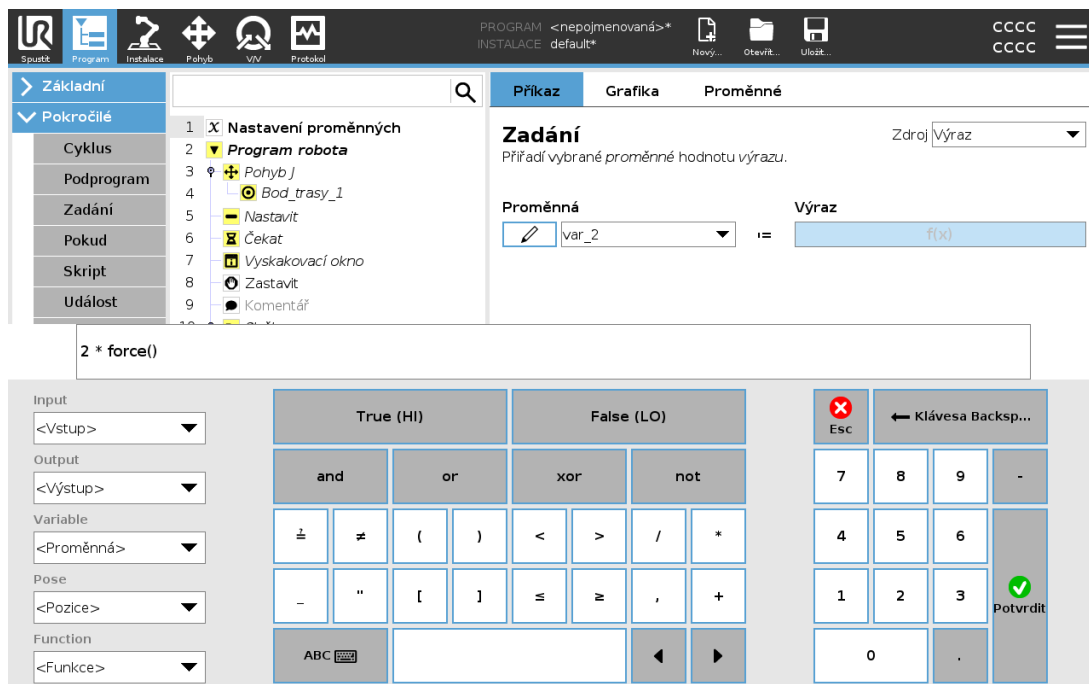 PROGRAM <nepojmenovaná>*
INSTALACE default*
CCCC
CCCC
Spustit Program Instalace Pohyb V/V Protokol Nový... Otevřít... Uložit...
Základní
Pokročilé
Cyklus
Podprogram
Zadání
Pokud
Skript
Událost
1 Nastavení proměnných
2 Program robota
3 Pohyb J
4 Bod_trasy_1
5 Nastavit
6 Čekat
7 Vyskakovací okno
8 Zastavit
9 Komentář
Příkaz Grafika Proměnné
Zadání
Zdroj Výraz
Přiřadí vybrané proměnné hodnotu výrazu.
Proměnná Výraz
var_2 := f(x)
2 * force()
Input
<Vstup>
Output
<Výstup>
Variable
<Proměnná>
Pose
<Pozice>
Function
<Funkce>
True (HI) False (LO)
and or xor not
≟ ≠ ( ) < > / *
_ " [ ] ≤ ≥ , +
ABC
Esc Klávesa Backsp...
7 8 9 -
4 5 6
1 2 3 Potvrdit
0 .